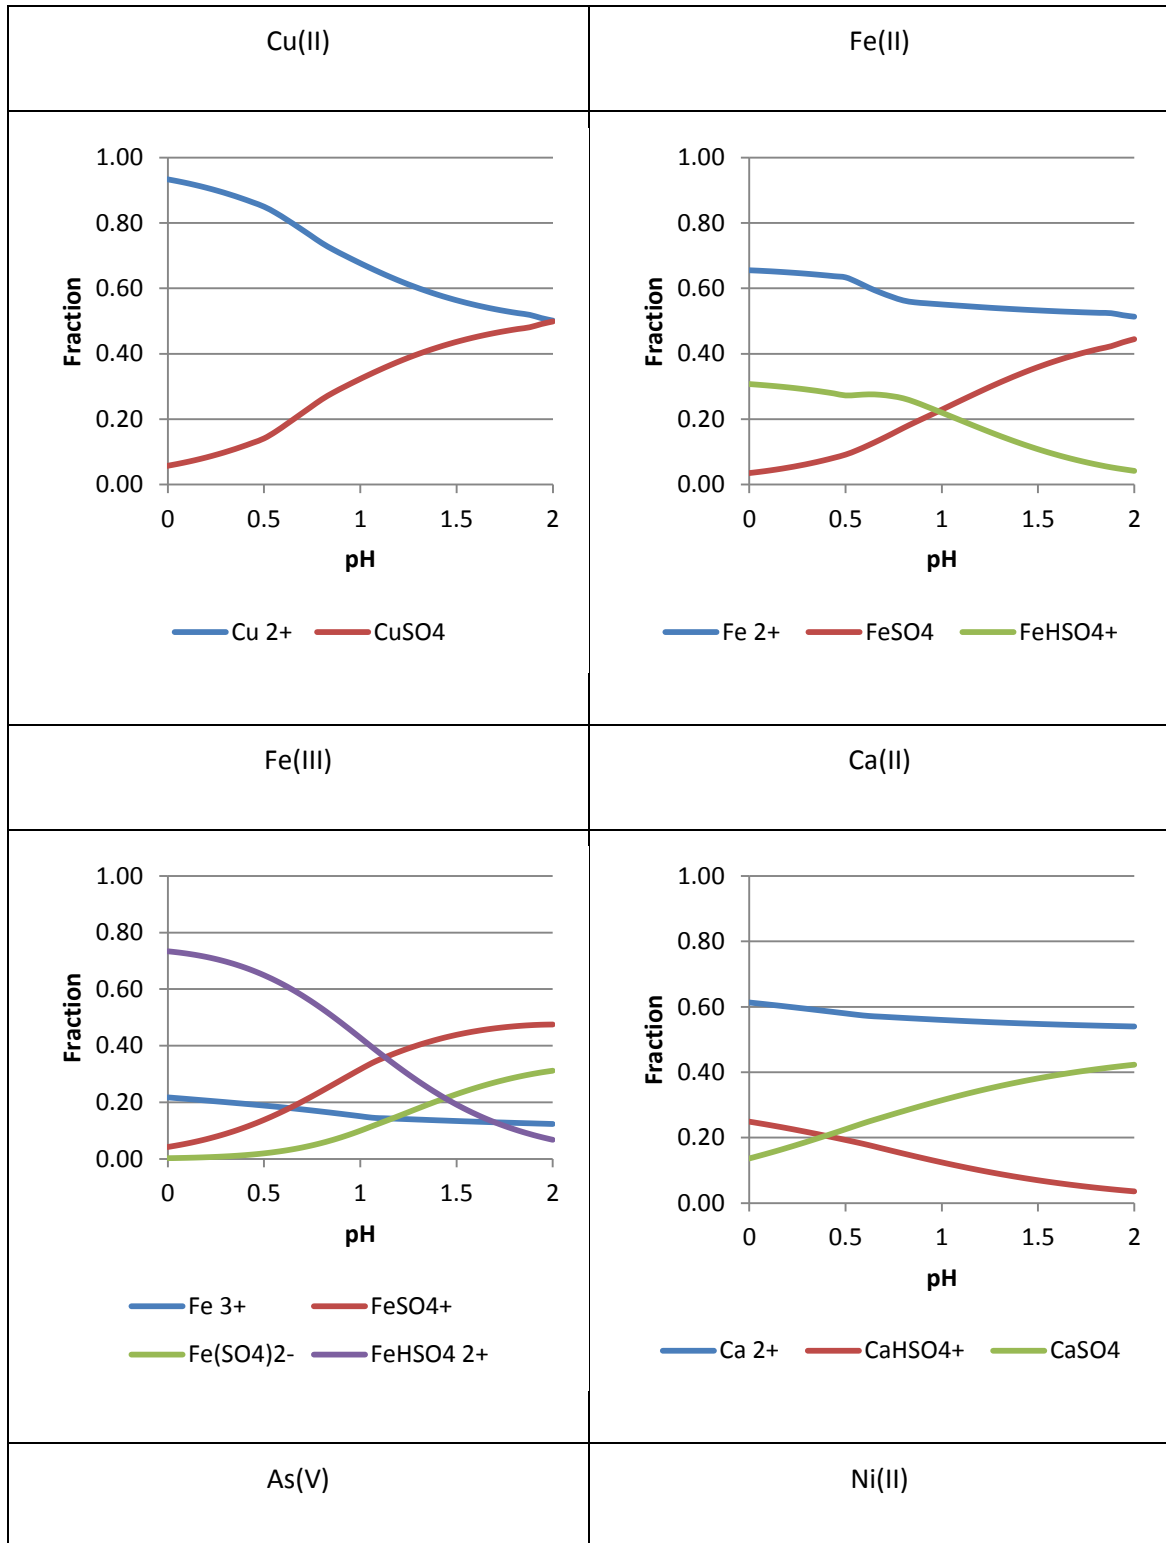 Cu(II)
Fe(II)
1.00
0.80
0.60
0.40
0.20
0.00
Fraction
0 0.5 1 1.5 2
pH
Cu 2+ CuSO4
1.00
0.80
0.60
0.40
0.20
0.00
Fraction
0 0.5 1 1.5 2
pH
Fe 2+ FeSO4 FeHSO4+
Fe(III)
Ca(II)
1.00
0.80
0.60
0.40
0.20
0.00
Fraction
0 0.5 1 1.5 2
pH
Fe 3+ FeSO4+
Fe(SO4)2- FeHSO4 2+
1.00
0.80
0.60
0.40
0.20
0.00
Fraction
0 0.5 1 1.5 2
pH
Ca 2+ CaHSO4+ CaSO4
As(V)
Ni(II)